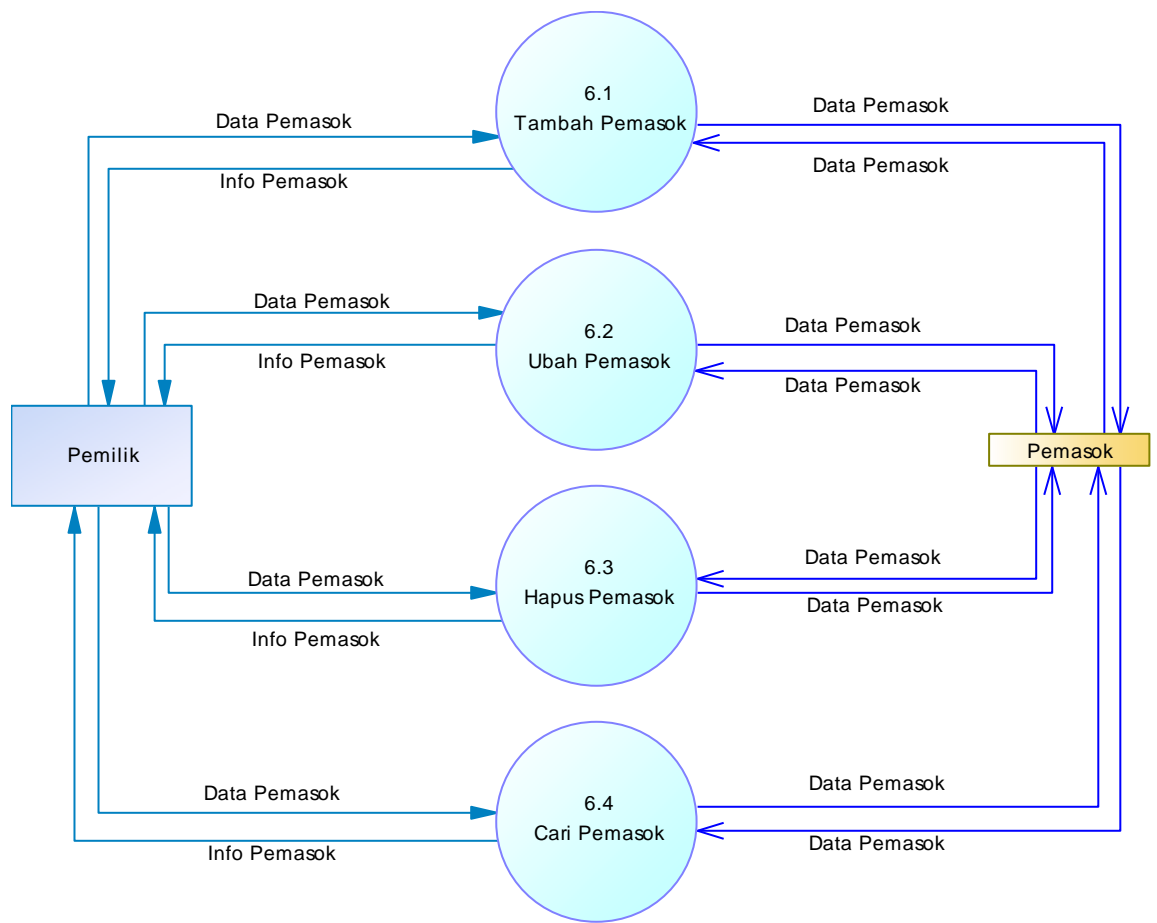 6.1
Tambah Pemasok
Data Pemasok
Info Pemasok
Data Pemasok
Data Pemasok
6.2
Ubah Pemasok
Data Pemasok
Info Pemasok
Data Pemasok
Data Pemasok
Pemilik
Pemasok
6.3
Hapus Pemasok
Data Pemasok
Info Pemasok
Data Pemasok
Data Pemasok
6.4
Cari Pemasok
Data Pemasok
Info Pemasok
Data Pemasok
Data Pemasok